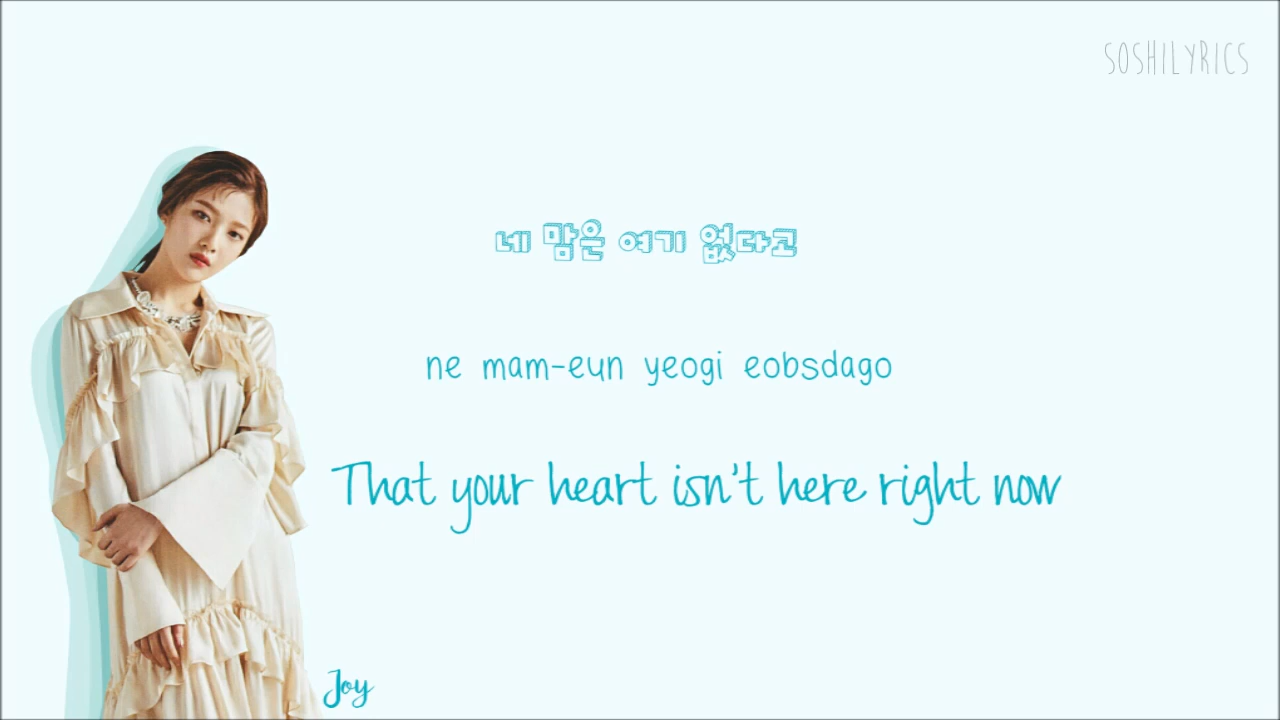 SOSHILYRICS
네 맘은 여기 없다고
ne mam-eun yeogi eobsdago
That your heart isn't here right now
Joy